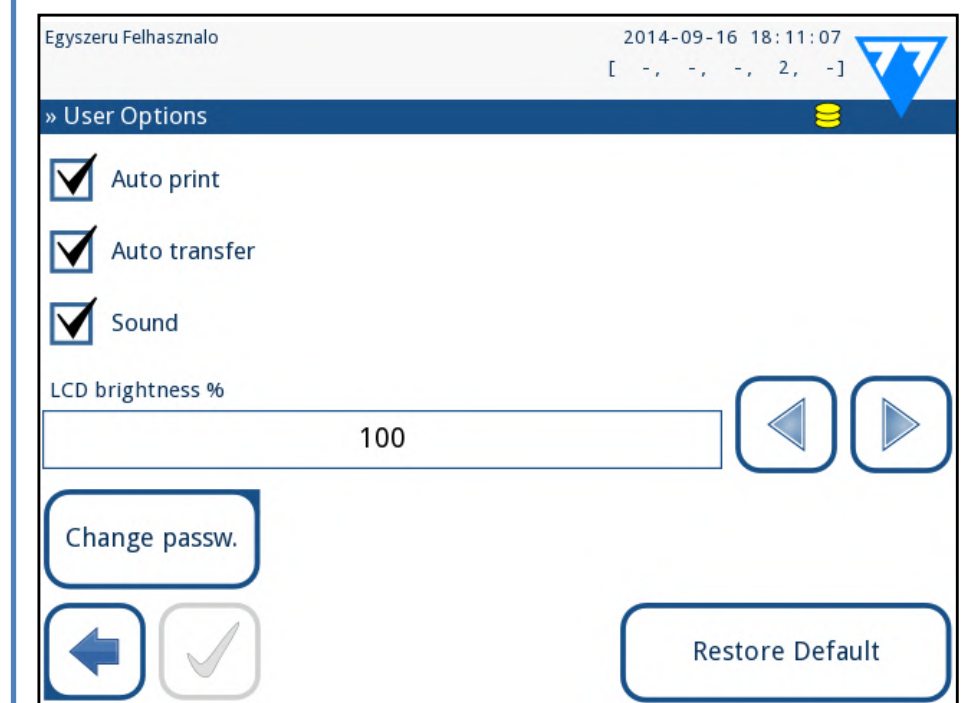 Egyszeru Felhasznalo
2014-09-16 18:11:07
[ -, -, -, 2, -]
» User Options
Auto print
Auto transfer
Sound
LCD brightness %
100
Change passw.
Restore Default